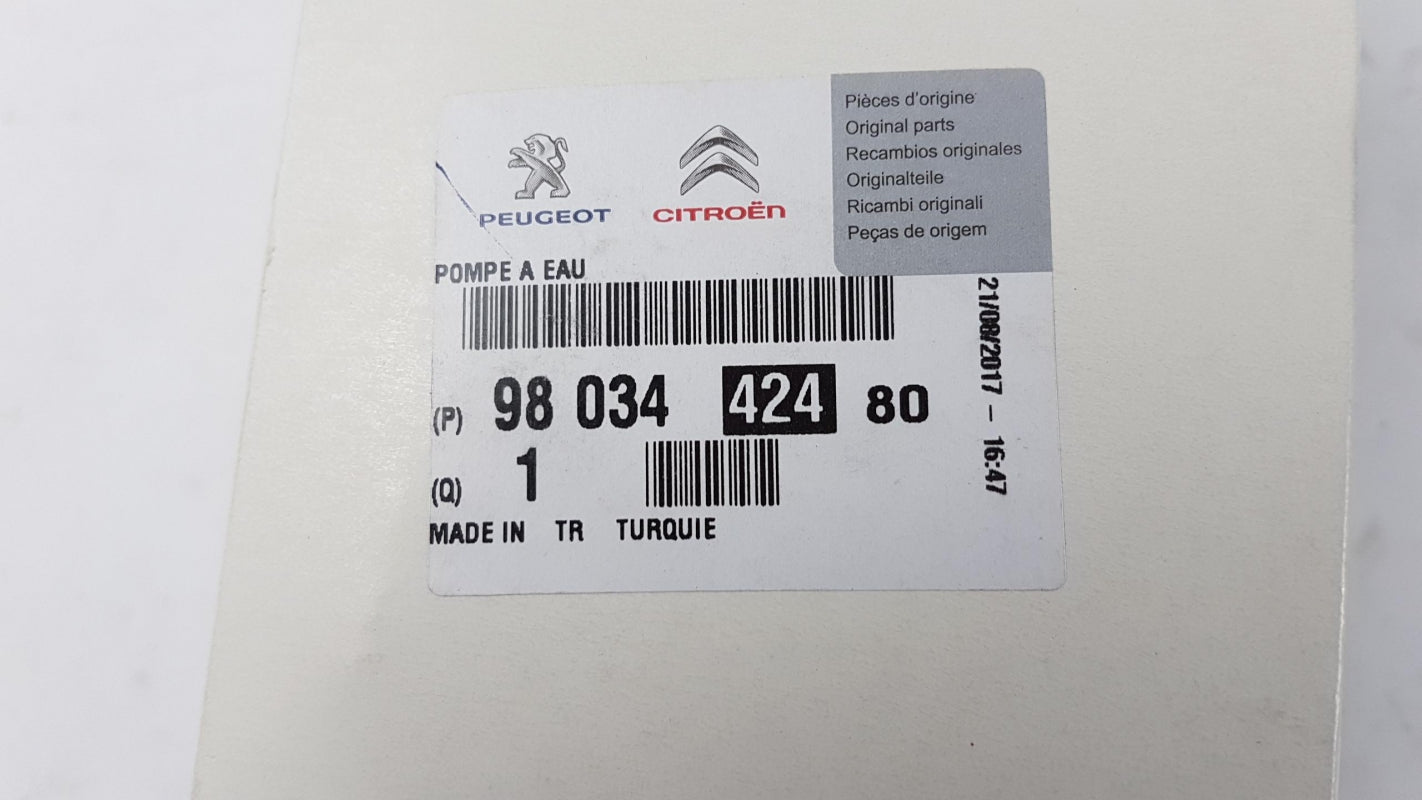 PEUGEOT
CITROËN
Pièces d'origine
Original parts
Recambios originales
Originalteile
Ricambi originali
Peças de origem
POMPE A EAU
(P) 98 034 424 80
(Q) 1
MADE IN TR TURQUIE
21/08/2017 - 16:47